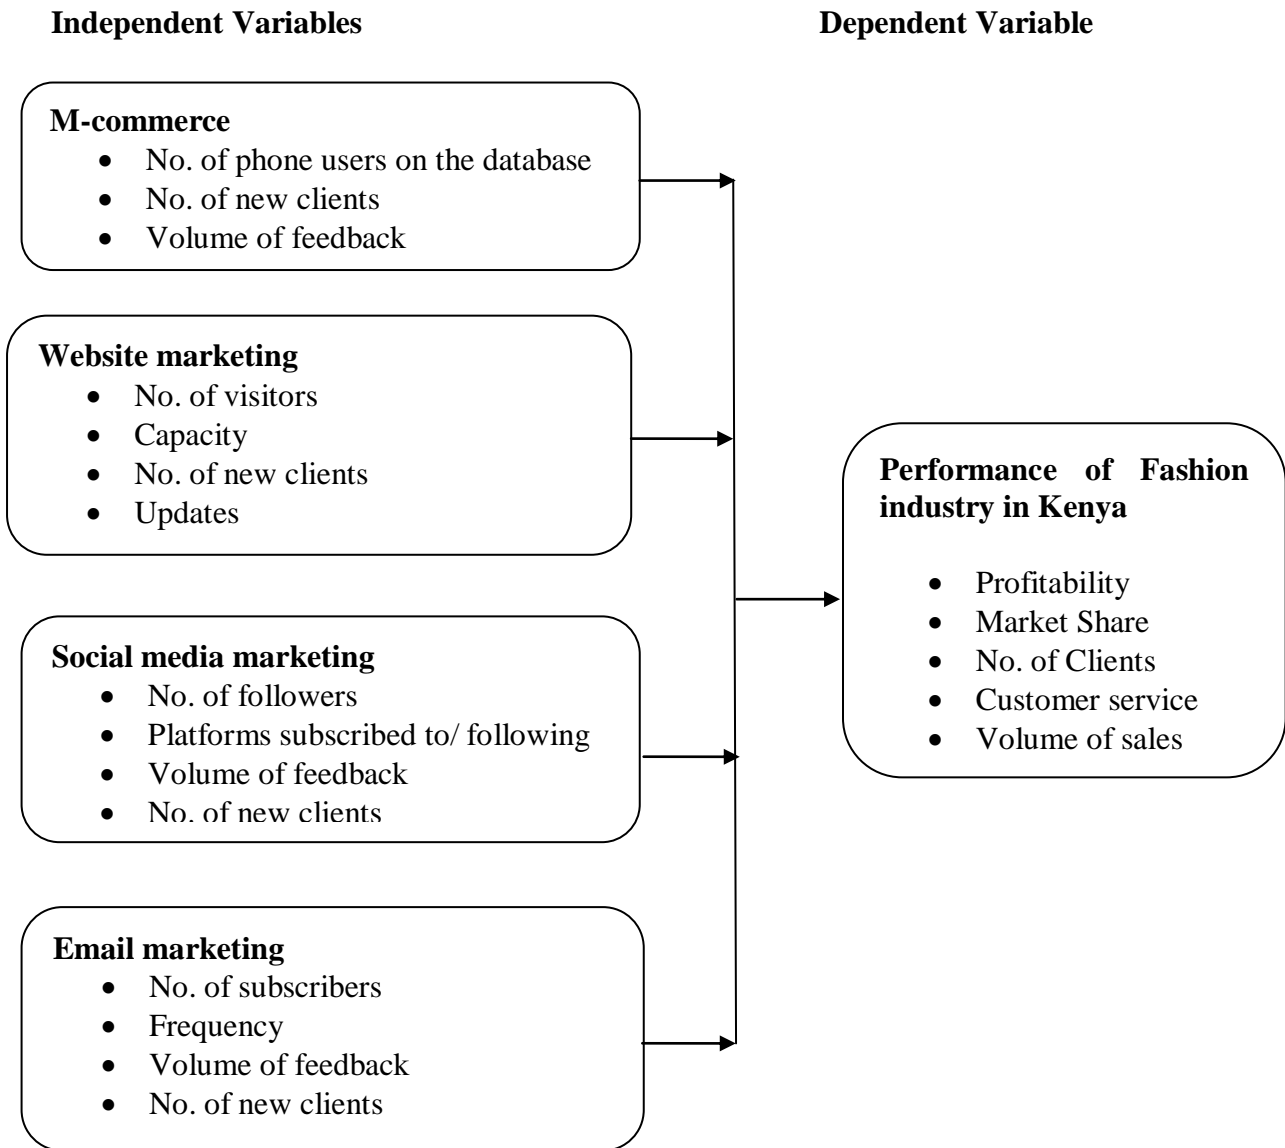 Independent Variables
Dependent Variable
M-commerce
• No. of phone users on the database
• No. of new clients
• Volume of feedback
Website marketing
• No. of visitors
• Capacity
• No. of new clients
• Updates
Social media marketing
• No. of followers
• Platforms subscribed to/ following
• Volume of feedback
• No. of new clients
Email marketing
• No. of subscribers
• Frequency
• Volume of feedback
• No. of new clients
Performance of Fashion
industry in Kenya
• Profitability
• Market Share
• No. of Clients
• Customer service
• Volume of sales